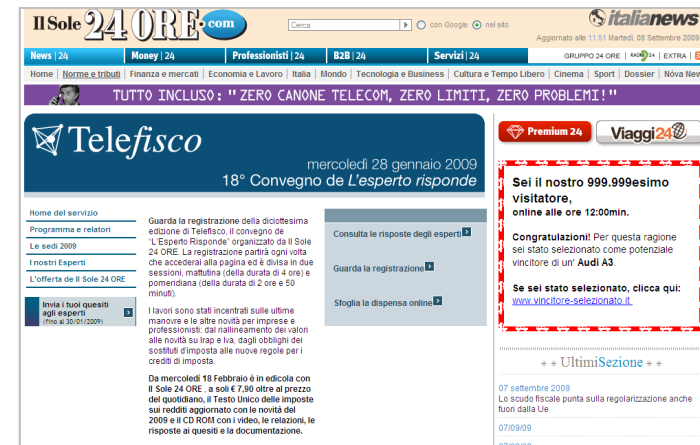 Il Sole 24 ORE .com
Cerca con Google nel sito
italianews
Aggiornato alle 11.51 Martedì, 08 Settembre 2009
News | 24 Money | 24 Professionisti | 24 B2B | 24 Servizi | 24 GRUPPO 24 ORE | RADIO 24 | EXTRA |
Home | Norme e tributi | Finanza e mercati | Economia e Lavoro | Italia | Mondo | Tecnologia e Business | Cultura e Tempo Libero | Cinema | Sport | Dossier | Nòva
TUTTO INCLUSO: "ZERO CANONE TELECOM, ZERO LIMITI, ZERO PROBLEMI!"
Telefisco
mercoledì 28 gennaio 2009
18° Convegno de L'esperto risponde
Home del servizio
Programma e relatori
Le sedi 2009
I nostri Esperti
L'offerta de Il Sole 24 ORE
Invia i tuoi quesiti
agli esperti
(fino al 30/01/2009)
Guarda la registrazione della diciottesima
edizione di Telefisco, il convegno de
"L'Esperto Risponde" organizzato da Il Sole
24 ORE. La registrazione partirà ogni volta
che accederai alla pagina ed è divisa in due
sessioni, mattutina (della durata di 4 ore) e
pomeridiana (della durata di 2 ore e 50
minuti).
I lavori sono stati incentrati sulle ultime
manovre e le altre novità per imprese e
professionisti: dal riallineamento dei valori
alle novità su Irap e Iva, dagli obblighi dei
sostituti d'imposta alle nuove regole per i
crediti di imposta.
Da mercoledì 18 Febbraio è in edicola con
Il Sole 24 ORE , a soli € 7,90 oltre al prezzo
del quotidiano, il Testo Unico delle imposte
sui redditi aggiornato con le novità del
2009 e il CD ROM con i video, le relazioni, le
risposte ai quesiti e la documentazione.
Consulta le risposte degli esperti
Guarda la registrazione
Sfoglia la dispensa online
Premium 24 Viaggi24
Sei il nostro 999.999esimo
visitatore,
online alle ore 12:00min.
Congratulazioni! Per questa ragione
sei stato selezionato come potenziale
vincitore di un' Audi A3.
Se sei stato selezionato, clicca qui:
www.vincitore-selezionato.it
++ UltimiSezione ++
07 settembre 2009
Lo scudo fiscale punta sulla regolarizzazione anche
fuori dalla Ue
07/09/09